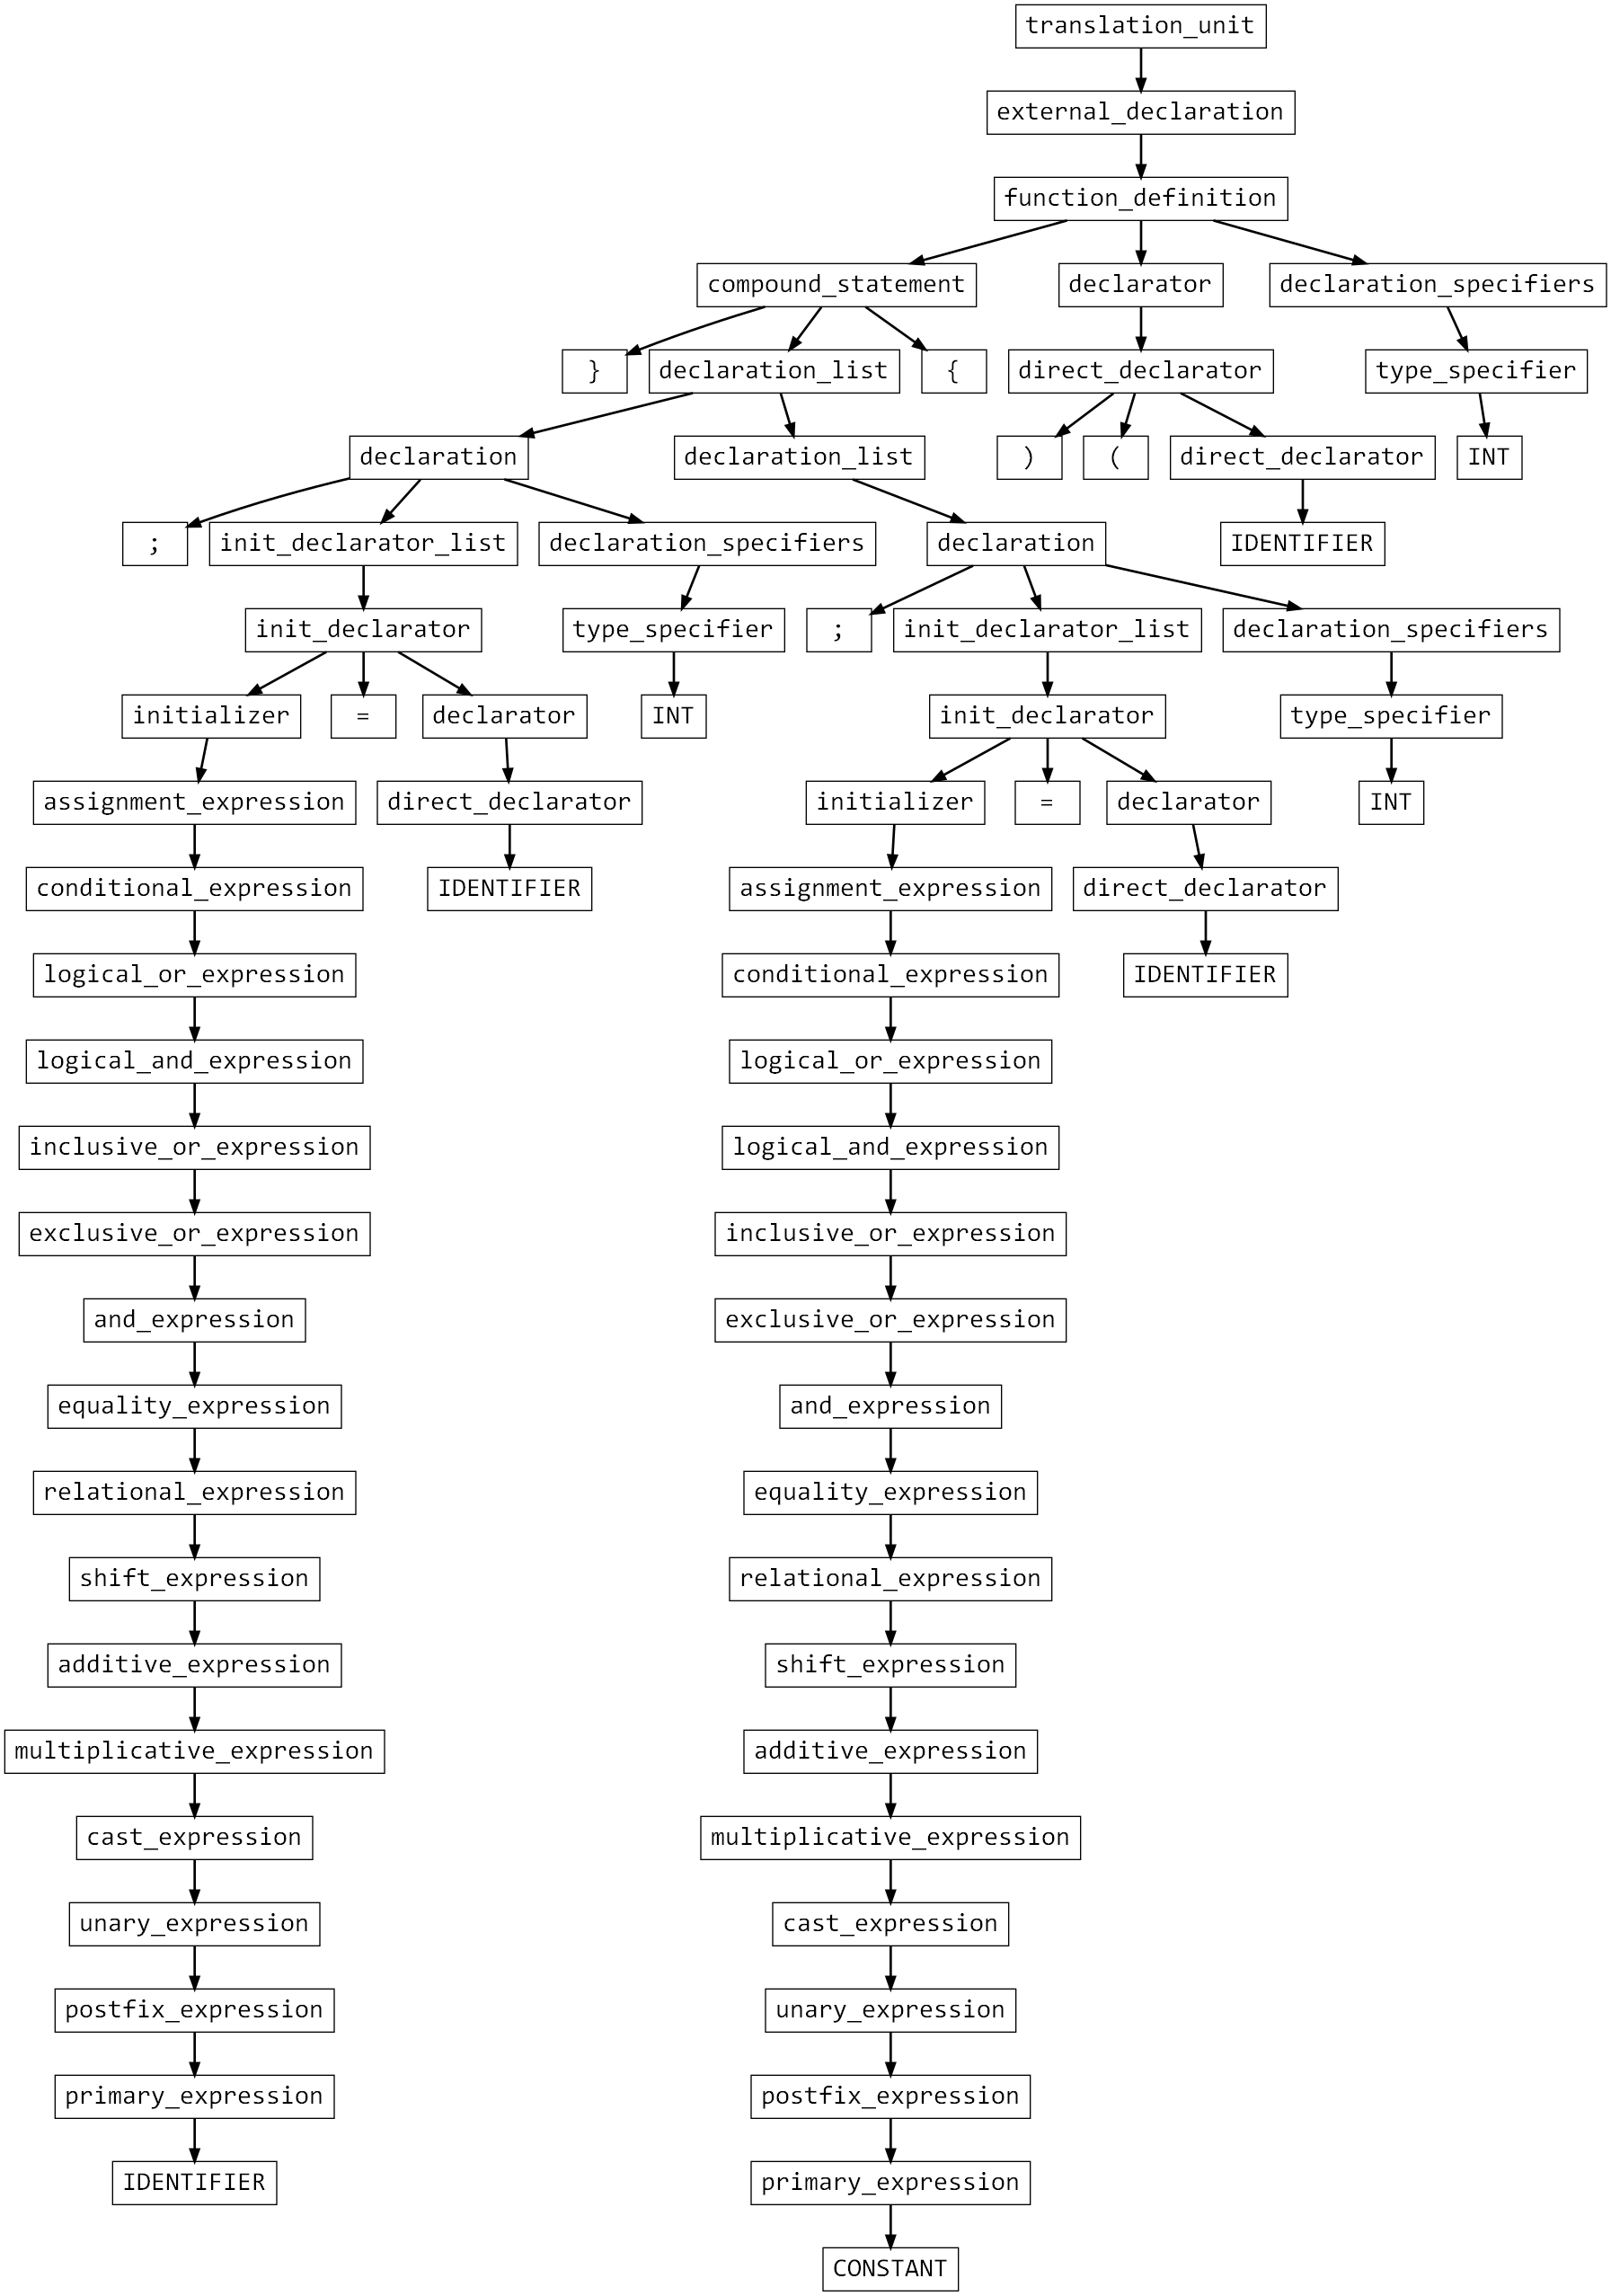 translation_unit
external_declaration
function_definition
compound_statement
declarator
declaration_specifiers
}
declaration_list
{
direct_declarator
type_specifier
declaration
declaration_list
)
(
direct_declarator
INT
;
init_declarator_list
declaration_specifiers
declaration
IDENTIFIER
init_declarator
type_specifier
;
init_declarator_list
declaration_specifiers
initializer
=
declarator
INT
init_declarator
type_specifier
assignment_expression
direct_declarator
initializer
=
declarator
INT
conditional_expression
IDENTIFIER
assignment_expression
direct_declarator
logical_or_expression
conditional_expression
IDENTIFIER
logical_and_expression
logical_or_expression
inclusive_or_expression
logical_and_expression
exclusive_or_expression
inclusive_or_expression
and_expression
exclusive_or_expression
equality_expression
and_expression
relational_expression
equality_expression
shift_expression
relational_expression
additive_expression
shift_expression
multiplicative_expression
additive_expression
cast_expression
multiplicative_expression
unary_expression
cast_expression
postfix_expression
unary_expression
primary_expression
postfix_expression
IDENTIFIER
primary_expression
CONSTANT